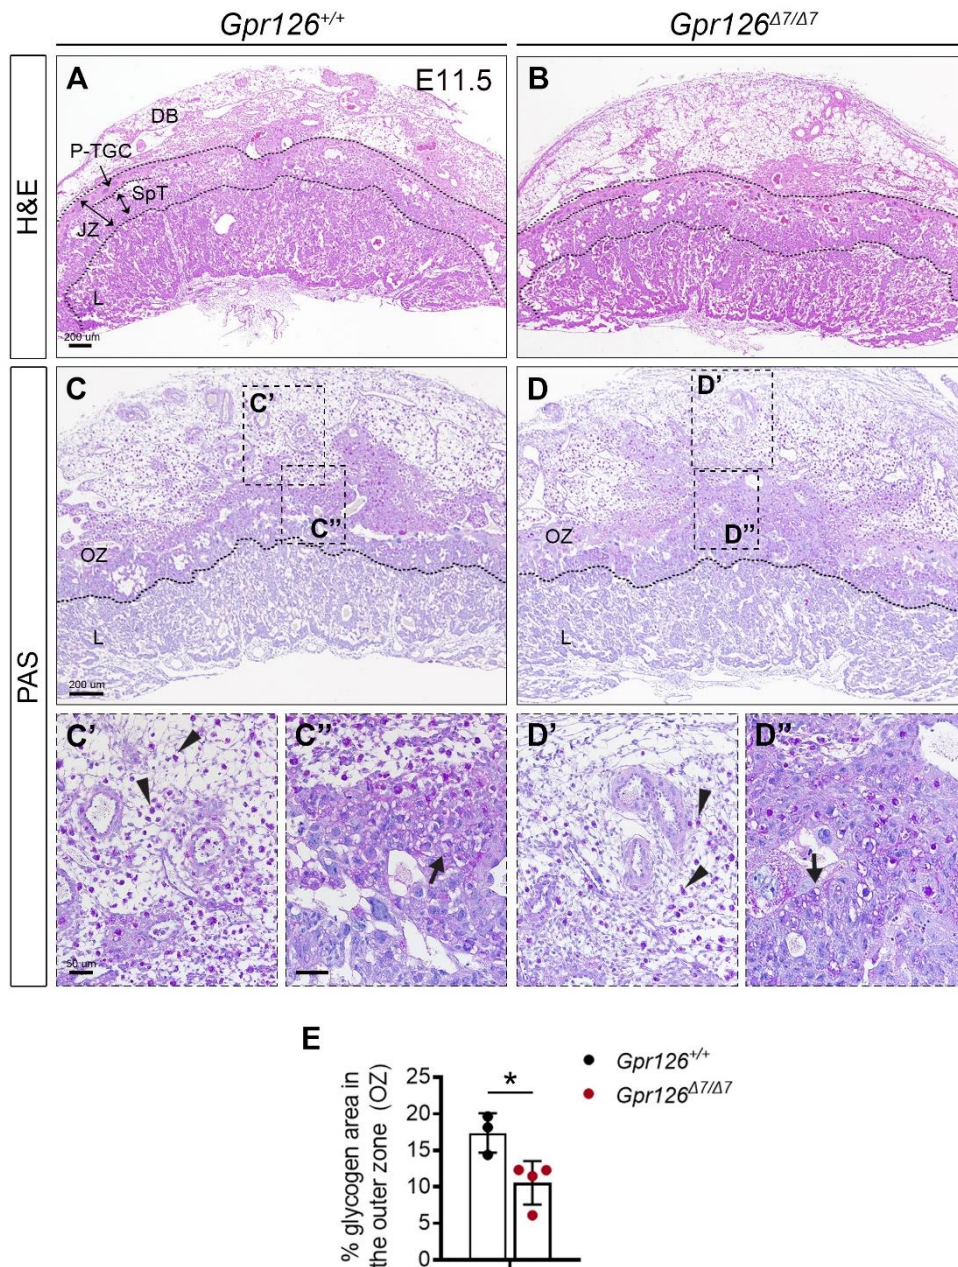 Gpr126+/+
Gpr126Δ7/Δ7
H&E
A
E11.5
DB
P-TGC
SpT
JZ
L
200 um
B
PAS
C
C’
C’’
OZ
L
200 um
D
D’
D’’
OZ
L
C’
50 um
C’’
D’
D’’
E
% glycogen area in
the outer zone (OZ)
25
20
15
10
5
0
*
Gpr126+/+
Gpr126Δ7/Δ7